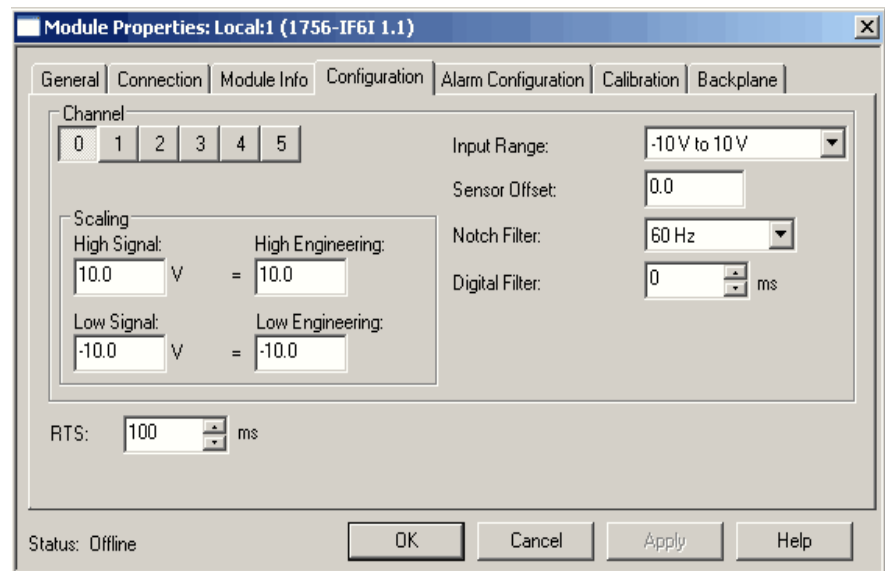 Module Properties: Local:1 (1756-IF6I 1.1)
General Connection Module Info Configuration Alarm Configuration Calibration Backplane
Channel
0 1 2 3 4 5
Input Range: -10 V to 10 V
Sensor Offset: 0.0
Scaling
High Signal: High Engineering:
10.0 V = 10.0
Notch Filter: 60 Hz
Digital Filter: 0 ms
Low Signal: Low Engineering:
-10.0 V = -10.0
RTS: 100 ms
Status: Offline OK Cancel Apply Help